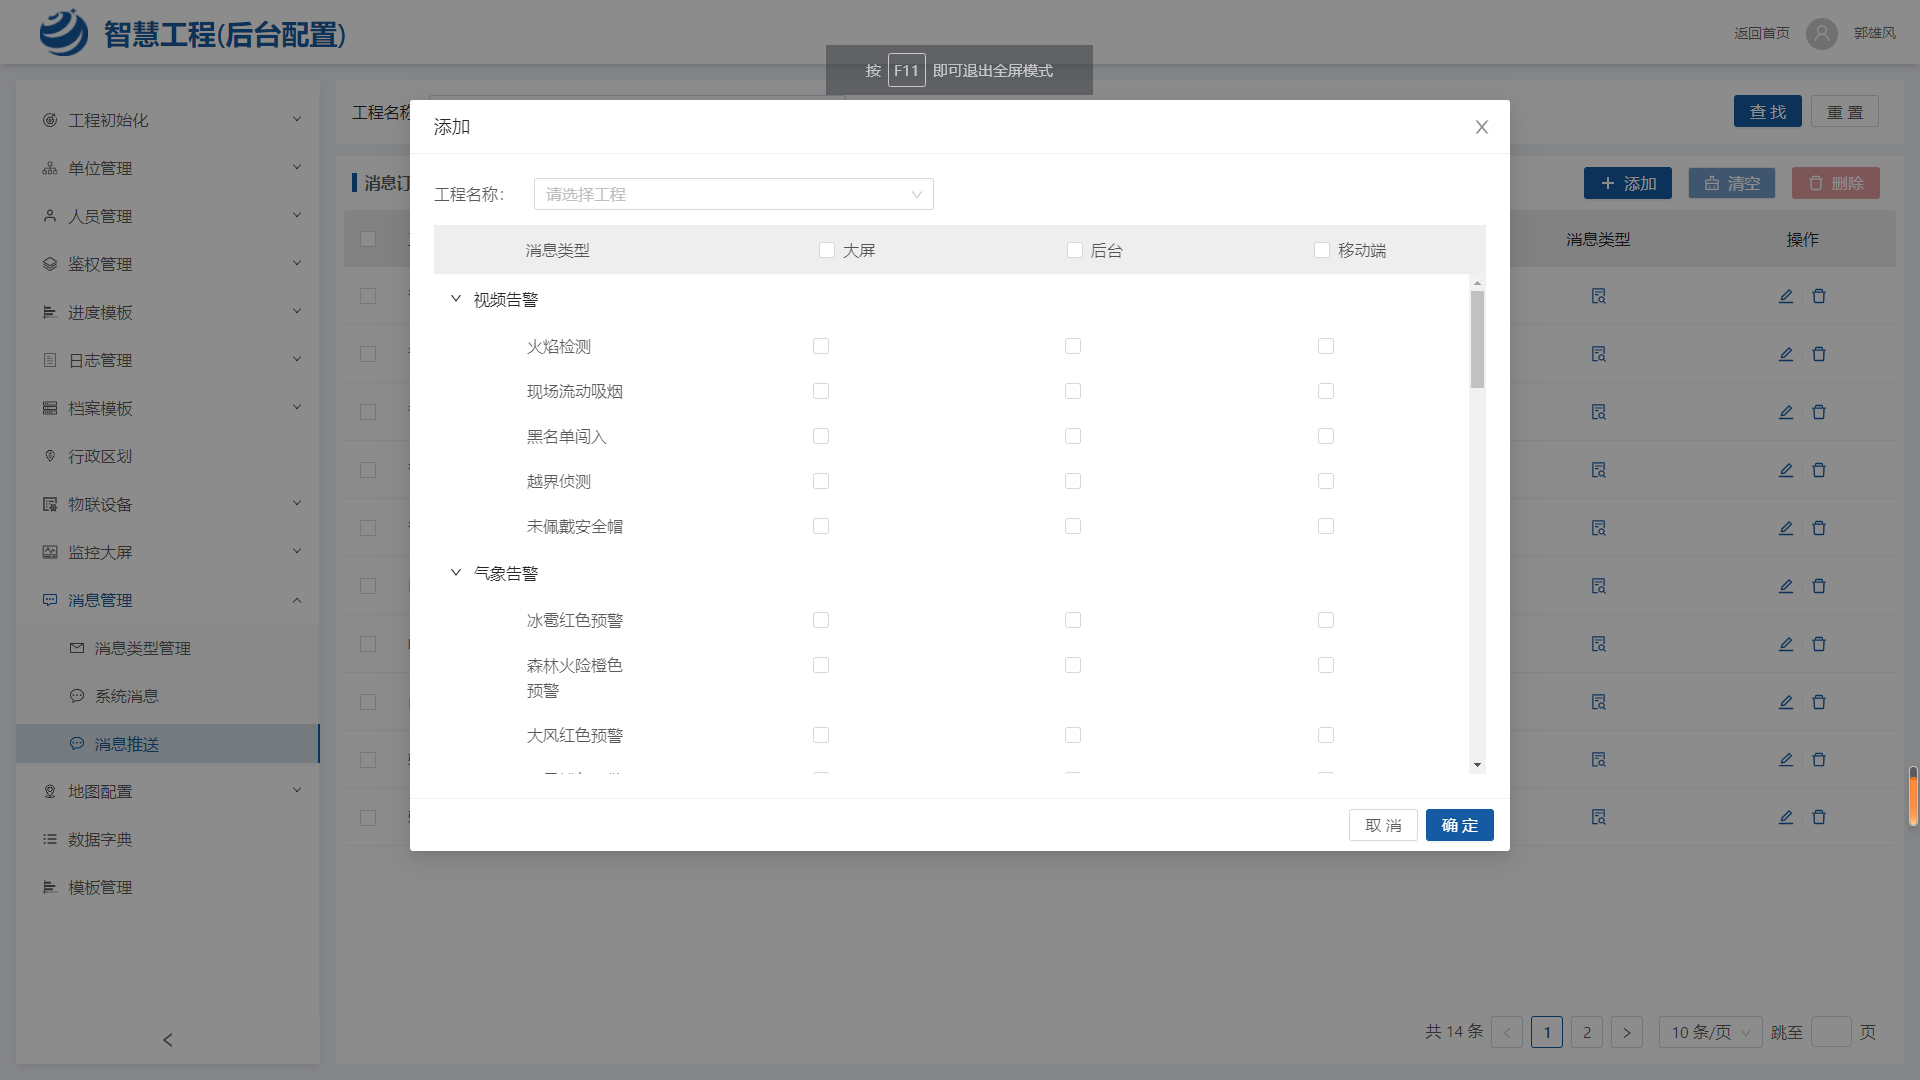 智慧工程(后台配置)
返回首页
郭雄风
按 F11 即可退出全屏模式
工程初始化
单位管理
人员管理
鉴权管理
进度模板
日志管理
档案模板
行政区划
物联设备
监控大屏
消息管理
消息类型管理
系统消息
消息推送
地图配置
数据字典
模板管理
工程名称
查 找
重 置
消息订
添加
清空
删除
消息类型
操作
添加
工程名称:
请选择工程
消息类型 大屏 后台 移动端
视频告警
火焰检测
现场流动吸烟
黑名单闯入
越界侦测
未佩戴安全帽
气象告警
冰雹红色预警
森林火险橙色
预警
大风红色预警
取 消
确 定
共 14 条 1 2 10 条/页 跳至 页